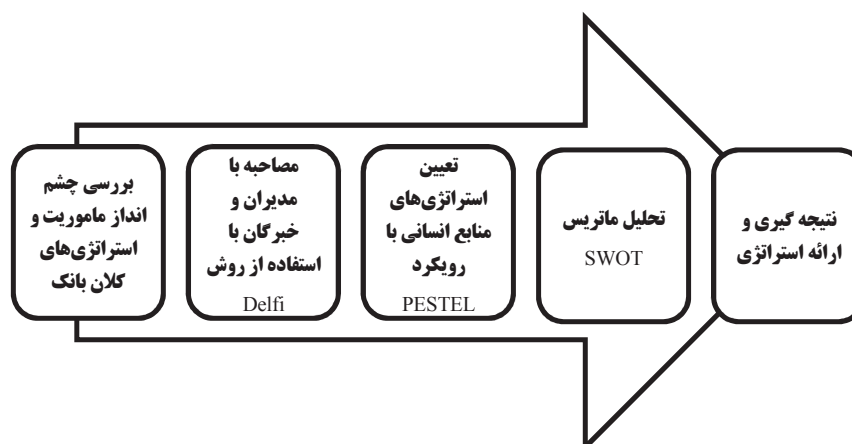 بررسی چشم
انداز ماموریت و
استراتژی‌های
کلان بانک
مصاحبه با
مدیران و
خبرگان با
استفاده از روش
Delfi
تعیین
استراتژی‌های
منابع انسانی با
رویکرد
PESTEL
تحلیل ماتریس
SWOT
نتیجه گیری و
ارائه استراتژی